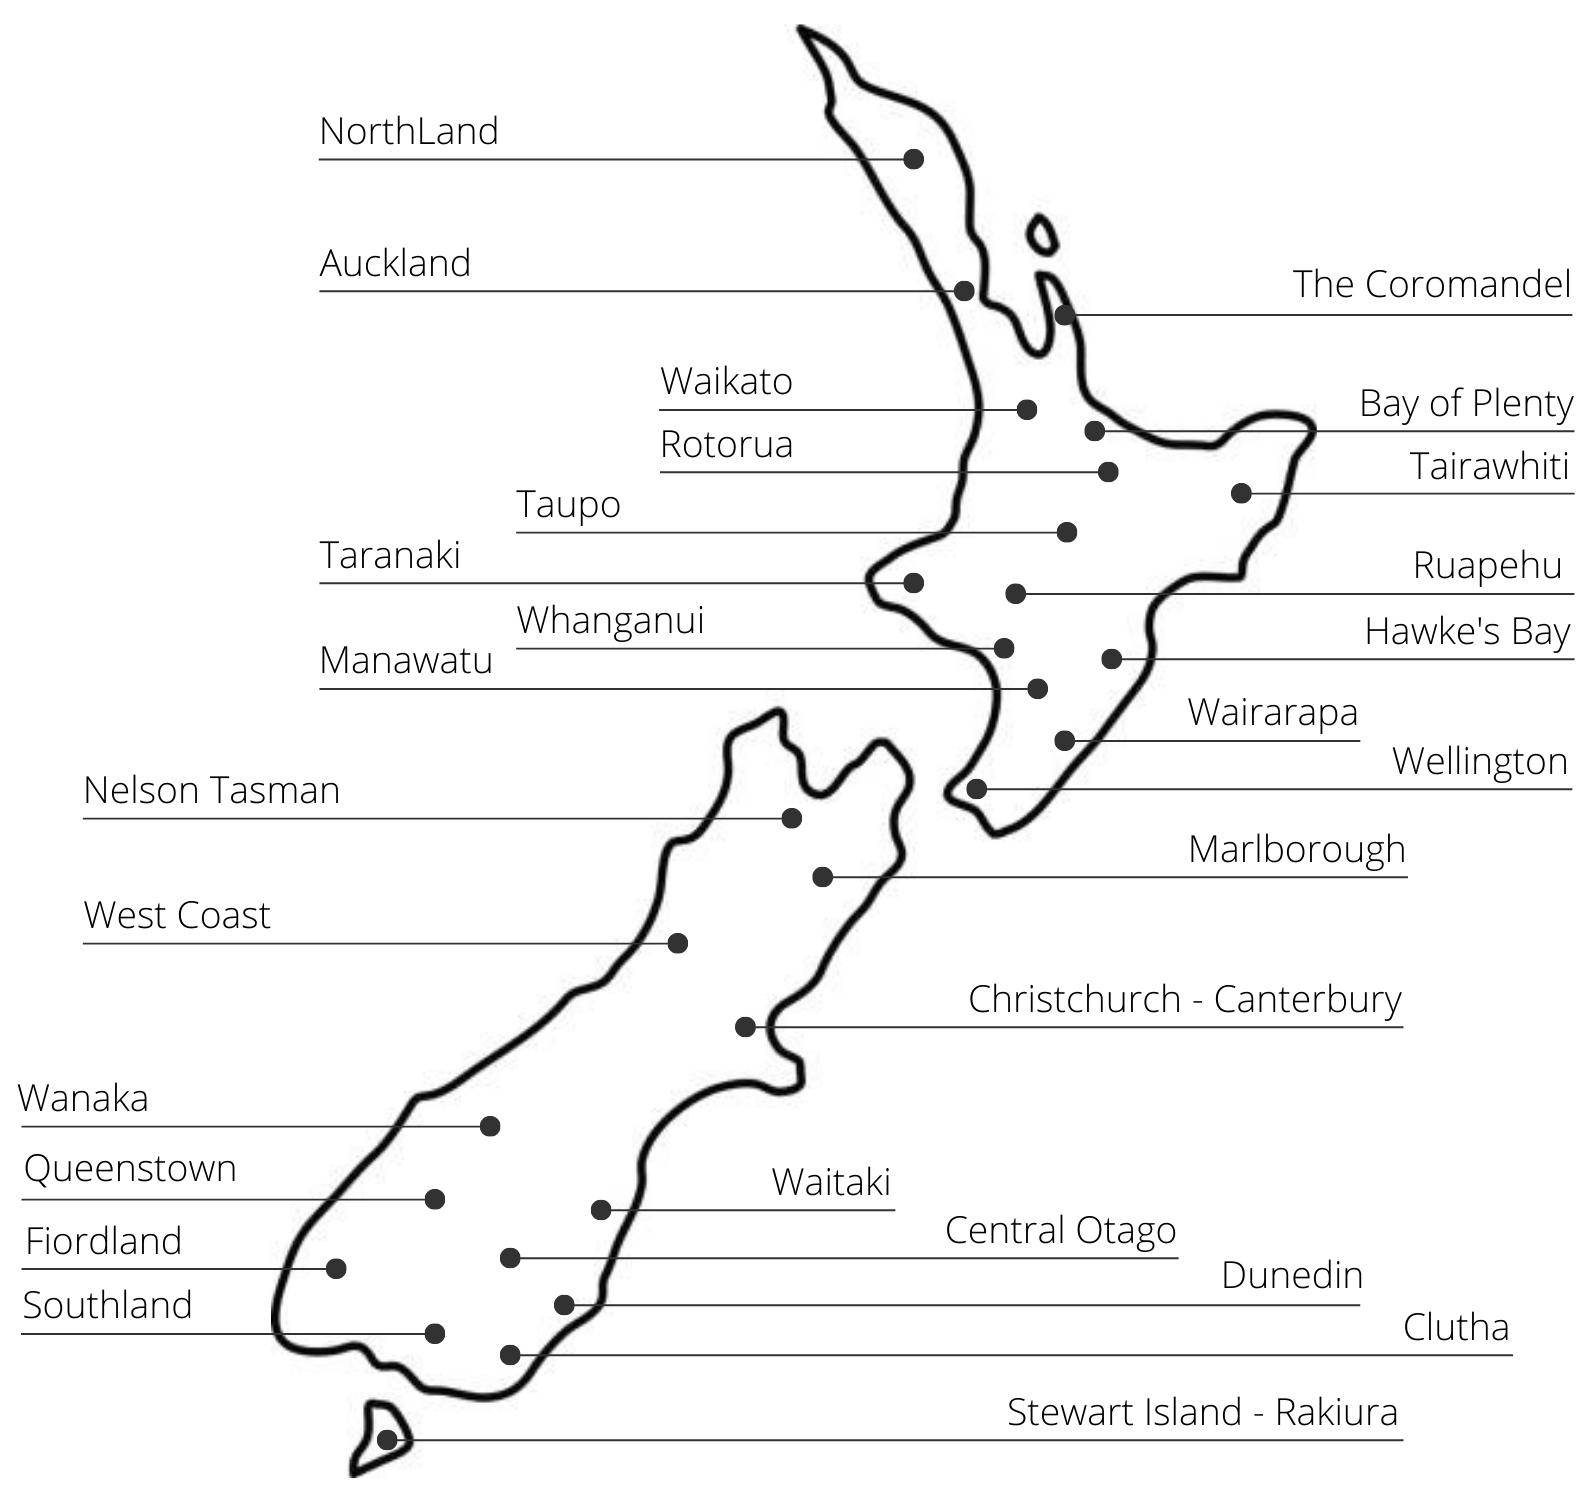 NorthLand
Auckland
The Coromandel
Waikato
Bay of Plenty
Rotorua
Tairawhiti
Taupo
Taranaki
Ruapehu
Whanganui
Hawke's Bay
Manawatu
Wairarapa
Wellington
Nelson Tasman
Marlborough
West Coast
Christchurch - Canterbury
Wanaka
Queenstown
Waitaki
Central Otago
Fiordland
Dunedin
Southland
Clutha
Stewart Island - Rakiura